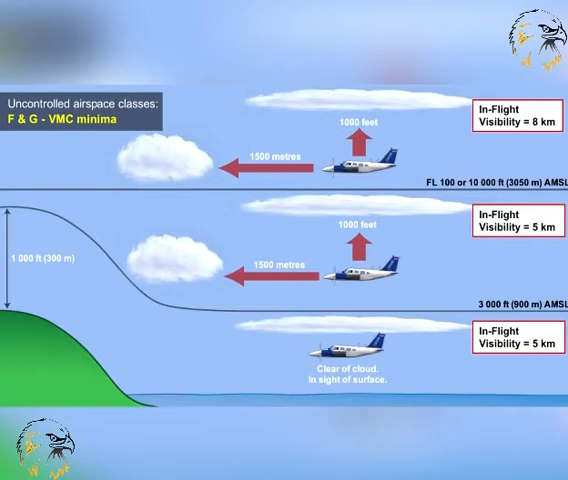 Uncontrolled airspace classes:
F & G - VMC minima
In-Flight
Visibility = 8 km
1000 feet
1500 metres
FL 100 or 10 000 ft (3050 m) AMSL
In-Flight
Visibility = 5 km
1000 feet
1 000 ft (300 m)
1500 metres
3 000 ft (900 m) AMSL
In-Flight
Visibility = 5 km
Clear of cloud.
In sight of surface.